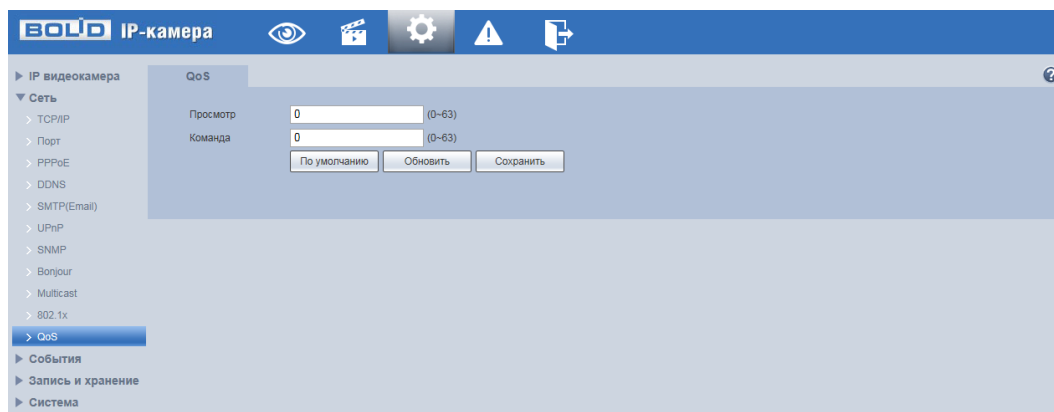 BOLID IP-камера
IP видеокамера
QoS
Сеть
TCP/IP
Просмотр 0 (0~63)
Порт
Команда 0 (0~63)
PPPoE
По умолчанию Обновить Сохранить
DDNS
SMTP(Email)
UPnP
SNMP
Bonjour
Multicast
802.1x
QoS
События
Запись и хранение
Система